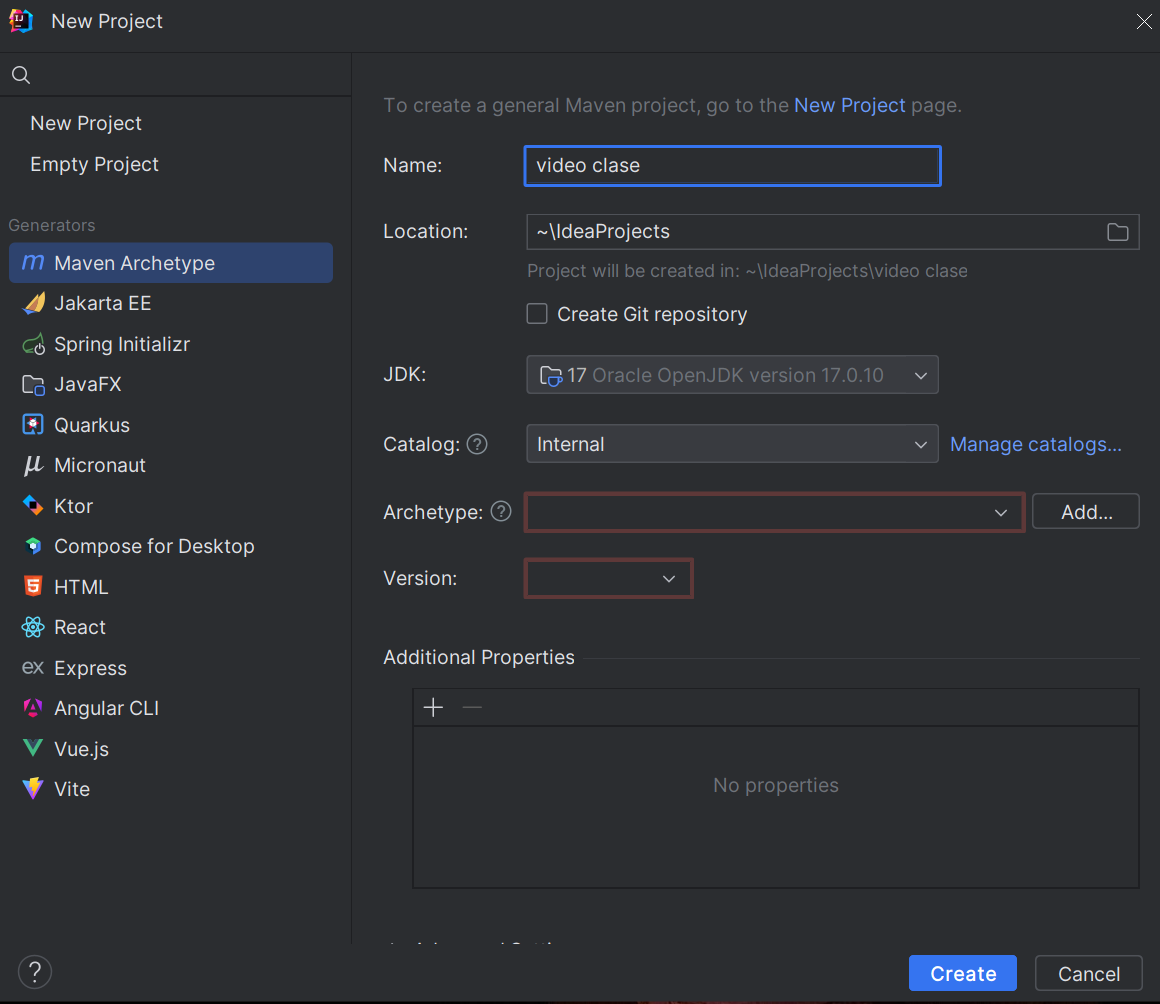 New Project
New Project
Empty Project
Generators
Maven Archetype
Jakarta EE
Spring Initializr
JavaFX
Quarkus
Micronaut
Ktor
Compose for Desktop
HTML
React
Express
Angular CLI
Vue.js
Vite
To create a general Maven project, go to the New Project page.
Name: video clase
Location: ~\IdeaProjects
Project will be created in: ~\IdeaProjects\video clase
Create Git repository
JDK: 17 Oracle OpenJDK version 17.0.10
Catalog: ? Internal Manage catalogs...
Archetype: ? Add...
Version:
Additional Properties
No properties
? Create Cancel